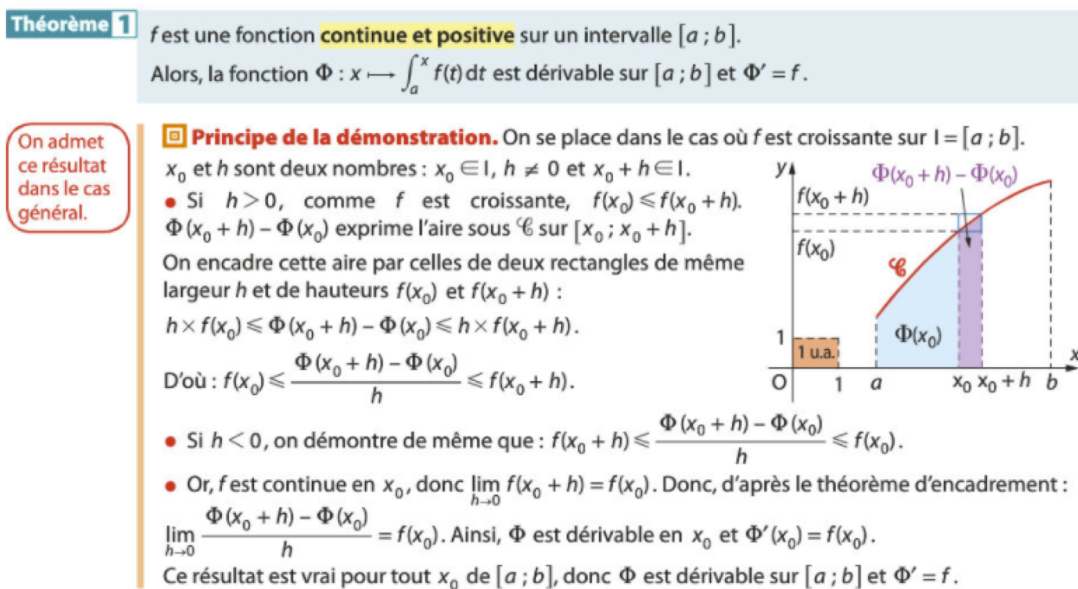 Théorème 1
f est une fonction continue et positive sur un intervalle [a ; b].
Alors, la fonction Φ : x ⟼ ∫ₐˣ f(t) dt est dérivable sur [a ; b] et Φ′ = f.
On admet
ce résultat
dans le cas
général.
Principe de la démonstration. On se place dans le cas où f est croissante sur I = [a ; b].
x₀ et h sont deux nombres : x₀ ∈ I, h ≠ 0 et x₀ + h ∈ I.
• Si h > 0, comme f est croissante, f(x₀) ⩽ f(x₀ + h).
Φ(x₀ + h) – Φ(x₀) exprime l'aire sous 𝒞 sur [x₀ ; x₀ + h].
On encadre cette aire par celles de deux rectangles de même
largeur h et de hauteurs f(x₀) et f(x₀ + h) :
h × f(x₀) ⩽ Φ(x₀ + h) – Φ(x₀) ⩽ h × f(x₀ + h).
D'où : f(x₀) ⩽ (Φ(x₀ + h) – Φ(x₀))/h ⩽ f(x₀ + h).
y
Φ(x₀ + h) – Φ(x₀)
f(x₀ + h)
f(x₀)
𝒞
Φ(x₀)
1
1 u.a.
x
O 1 a x₀ x₀ + h b
• Si h < 0, on démontre de même que : f(x₀ + h) ⩽ (Φ(x₀ + h) – Φ(x₀))/h ⩽ f(x₀).
• Or, f est continue en x₀, donc lim h→0 f(x₀ + h) = f(x₀). Donc, d'après le théorème d'encadrement :
lim h→0 (Φ(x₀ + h) – Φ(x₀))/h = f(x₀). Ainsi, Φ est dérivable en x₀ et Φ′(x₀) = f(x₀).
Ce résultat est vrai pour tout x₀ de [a ; b], donc Φ est dérivable sur [a ; b] et Φ′ = f.